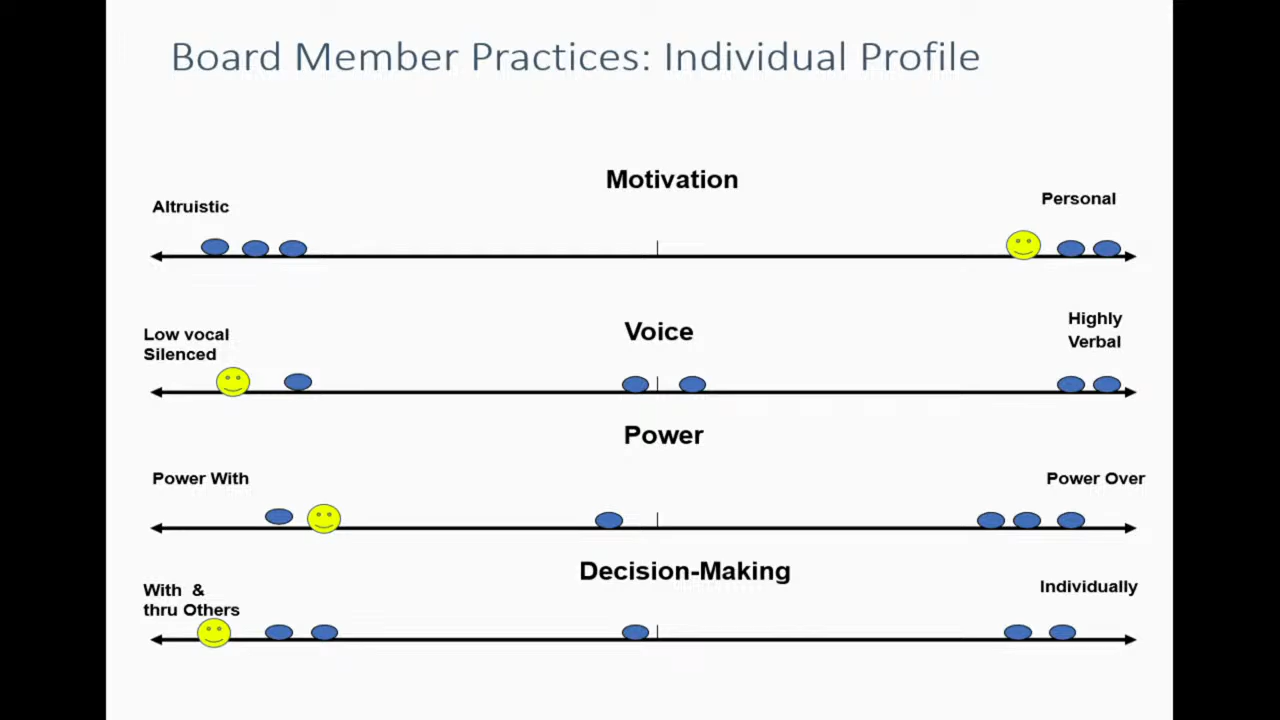 Board Member Practices: Individual Profile
Motivation
Altruistic
Personal
Voice
Low vocal
Silenced
Highly
Verbal
Power
Power With
Power Over
Decision-Making
With & 
thru Others
Individually